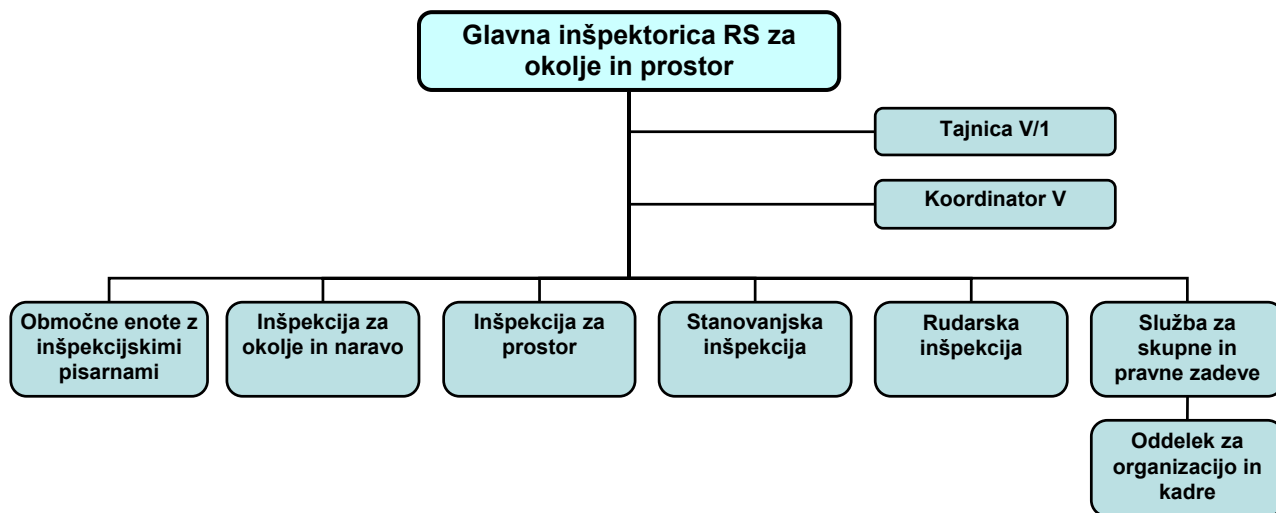 Glavna inšpektorica RS za
okolje in prostor
Tajnica V/1
Koordinator V
Območne enote z
inšpekcijskimi
pisarnami
Inšpekcija za
okolje in naravo
Inšpekcija za
prostor
Stanovanjska
inšpekcija
Rudarska
inšpekcija
Služba za
skupne in
pravne zadeve
Oddelek za
organizacijo in
kadre